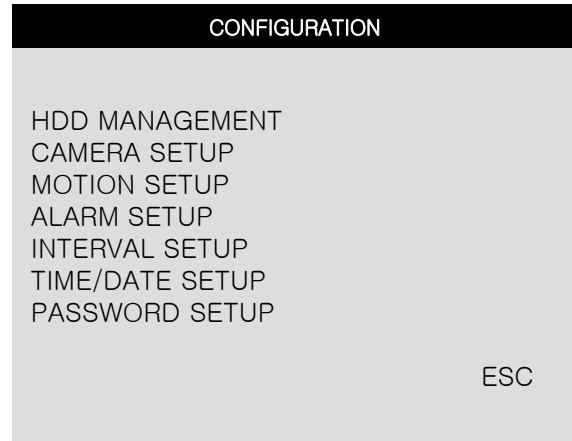 CONFIGURATION
HDD MANAGEMENT
CAMERA SETUP
MOTION SETUP
ALARM SETUP
INTERVAL SETUP
TIME/DATE SETUP
PASSWORD SETUP
ESC